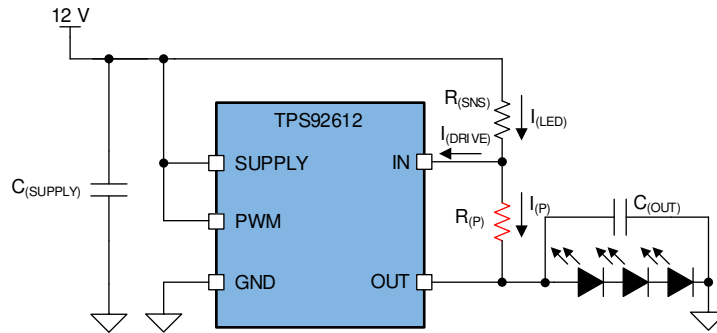 12 V
TPS92612
R(SNS)
I(LED)
I(DRIVE)
SUPPLY
IN
C(SUPPLY)
R(P)
I(P)
C(OUT)
PWM
GND
OUT